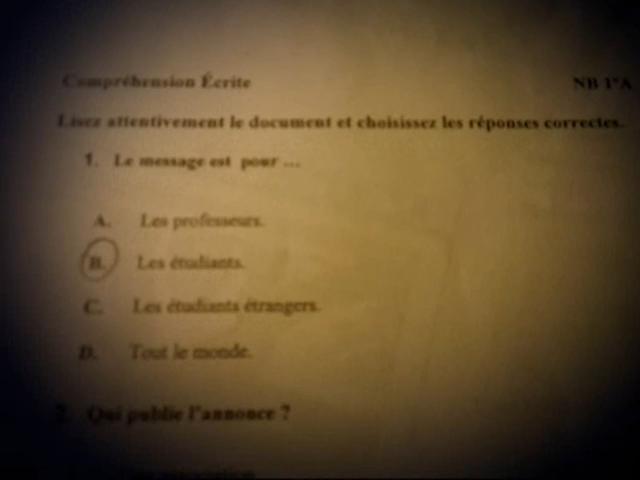 Compréhension Écrite NB 1ºA
Lisez attentivement le document et choisissez les réponses correctes.
1. Le message est pour ...
A. Les professeurs.
B. Les étudiants.
C. Les étudiants étrangers.
D. Tout le monde.
2. Qui publie l'annonce ?